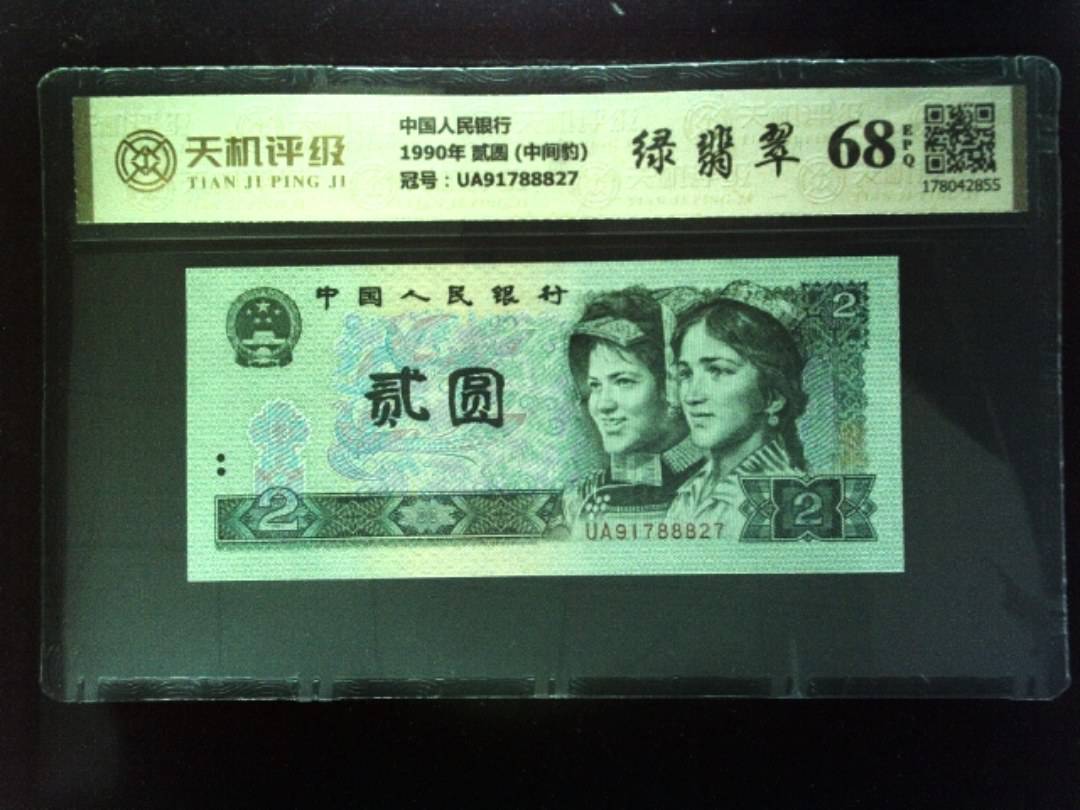 天机评级
TIAN JI PING JI
中国人民银行
1990年 贰圆 (中间豹)
冠号：UA91788827
绿翡翠
68
EPQ
178042855
中国人民银行
2
贰圆
2
2
UA91788827